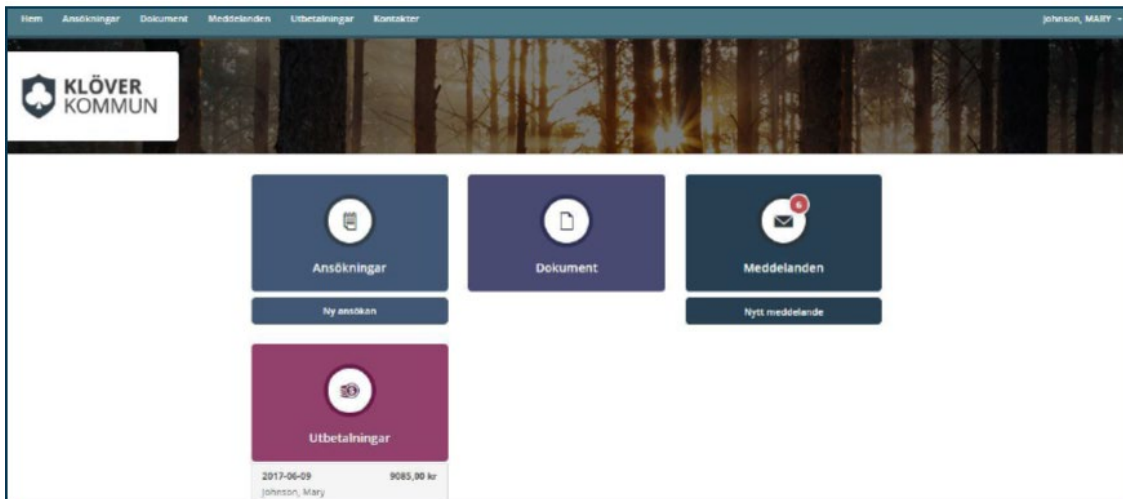 Hem Ansökningar Dokument Meddelanden Utbetalningar Kontakter Johnson, MARY
KLÖVER
KOMMUN
6
Ansökningar Dokument Meddelanden
Ny ansökan Nytt meddelande
Utbetalningar
2017-06-09 9085,00 kr
Johnson, Mary